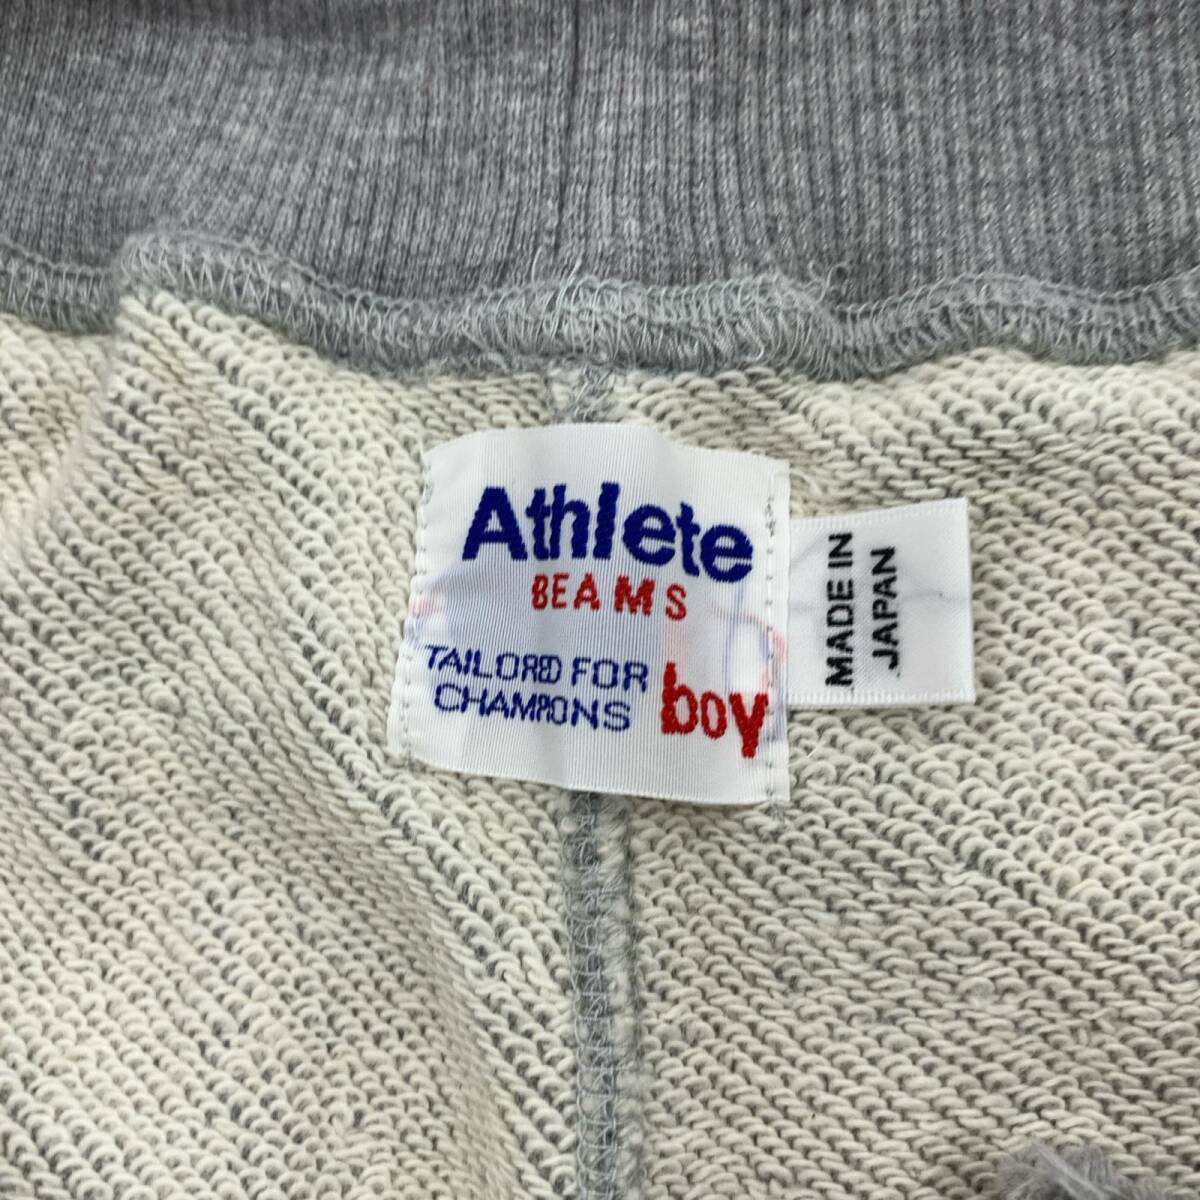 Athlete
BEAMS
TAILORED FOR
CHAMPIONS
boy
MADE IN
JAPAN